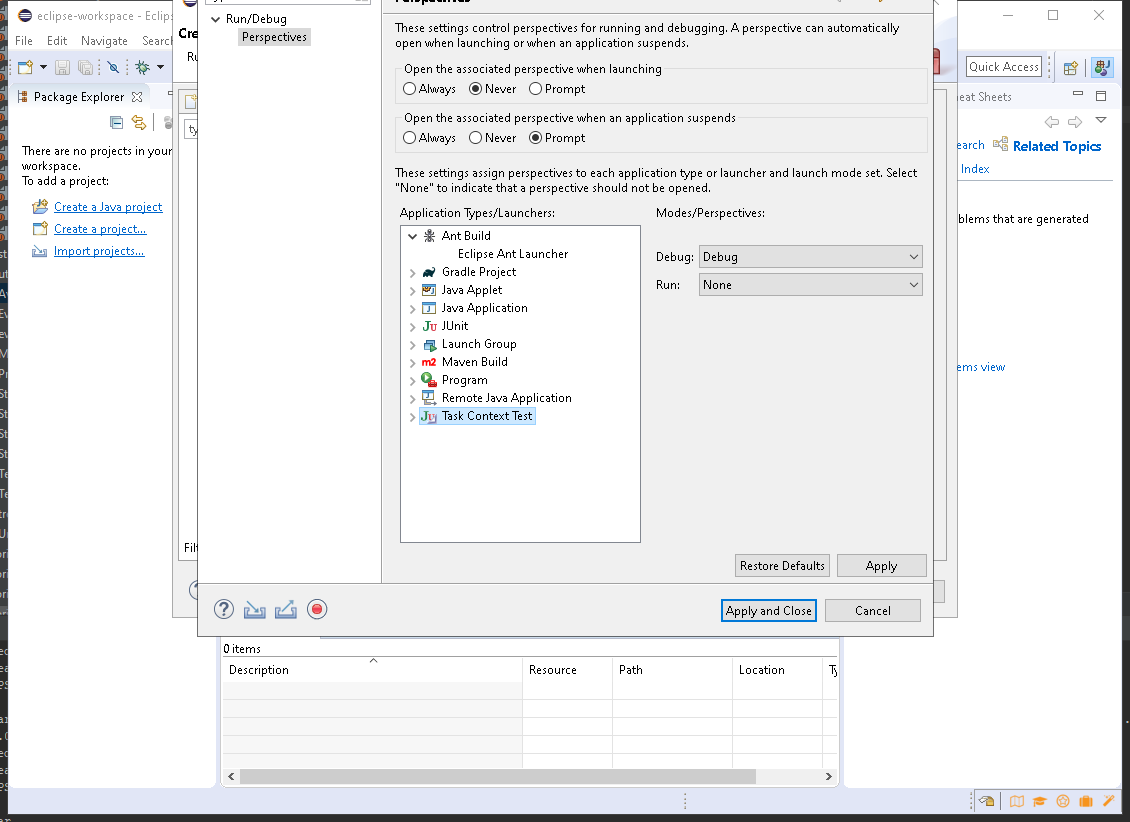 eclipse-workspace - Eclips
File Edit Navigate Search
Package Explorer
There are no projects in your
workspace.
To add a project:
Create a Java project
Create a project...
Import projects...
Cre
Ru
ty
Filt
Run/Debug
Perspectives
Perspectives
These settings control perspectives for running and debugging. A perspective can automatically
open when launching or when an application suspends.
Open the associated perspective when launching
Always Never Prompt
Open the associated perspective when an application suspends
Always Never Prompt
These settings assign perspectives to each application type or launcher and launch mode set. Select
"None" to indicate that a perspective should not be opened.
Application Types/Launchers:
Ant Build
Eclipse Ant Launcher
Gradle Project
Java Applet
Java Application
JUnit
Launch Group
Maven Build
Program
Remote Java Application
Task Context Test
Modes/Perspectives:
Debug: Debug
Run: None
Restore Defaults Apply
Apply and Close Cancel
Quick Access
eat Sheets
earch Related Topics
Index
blems that are generated
ems view
0 items
Description Resource Path Location Ty